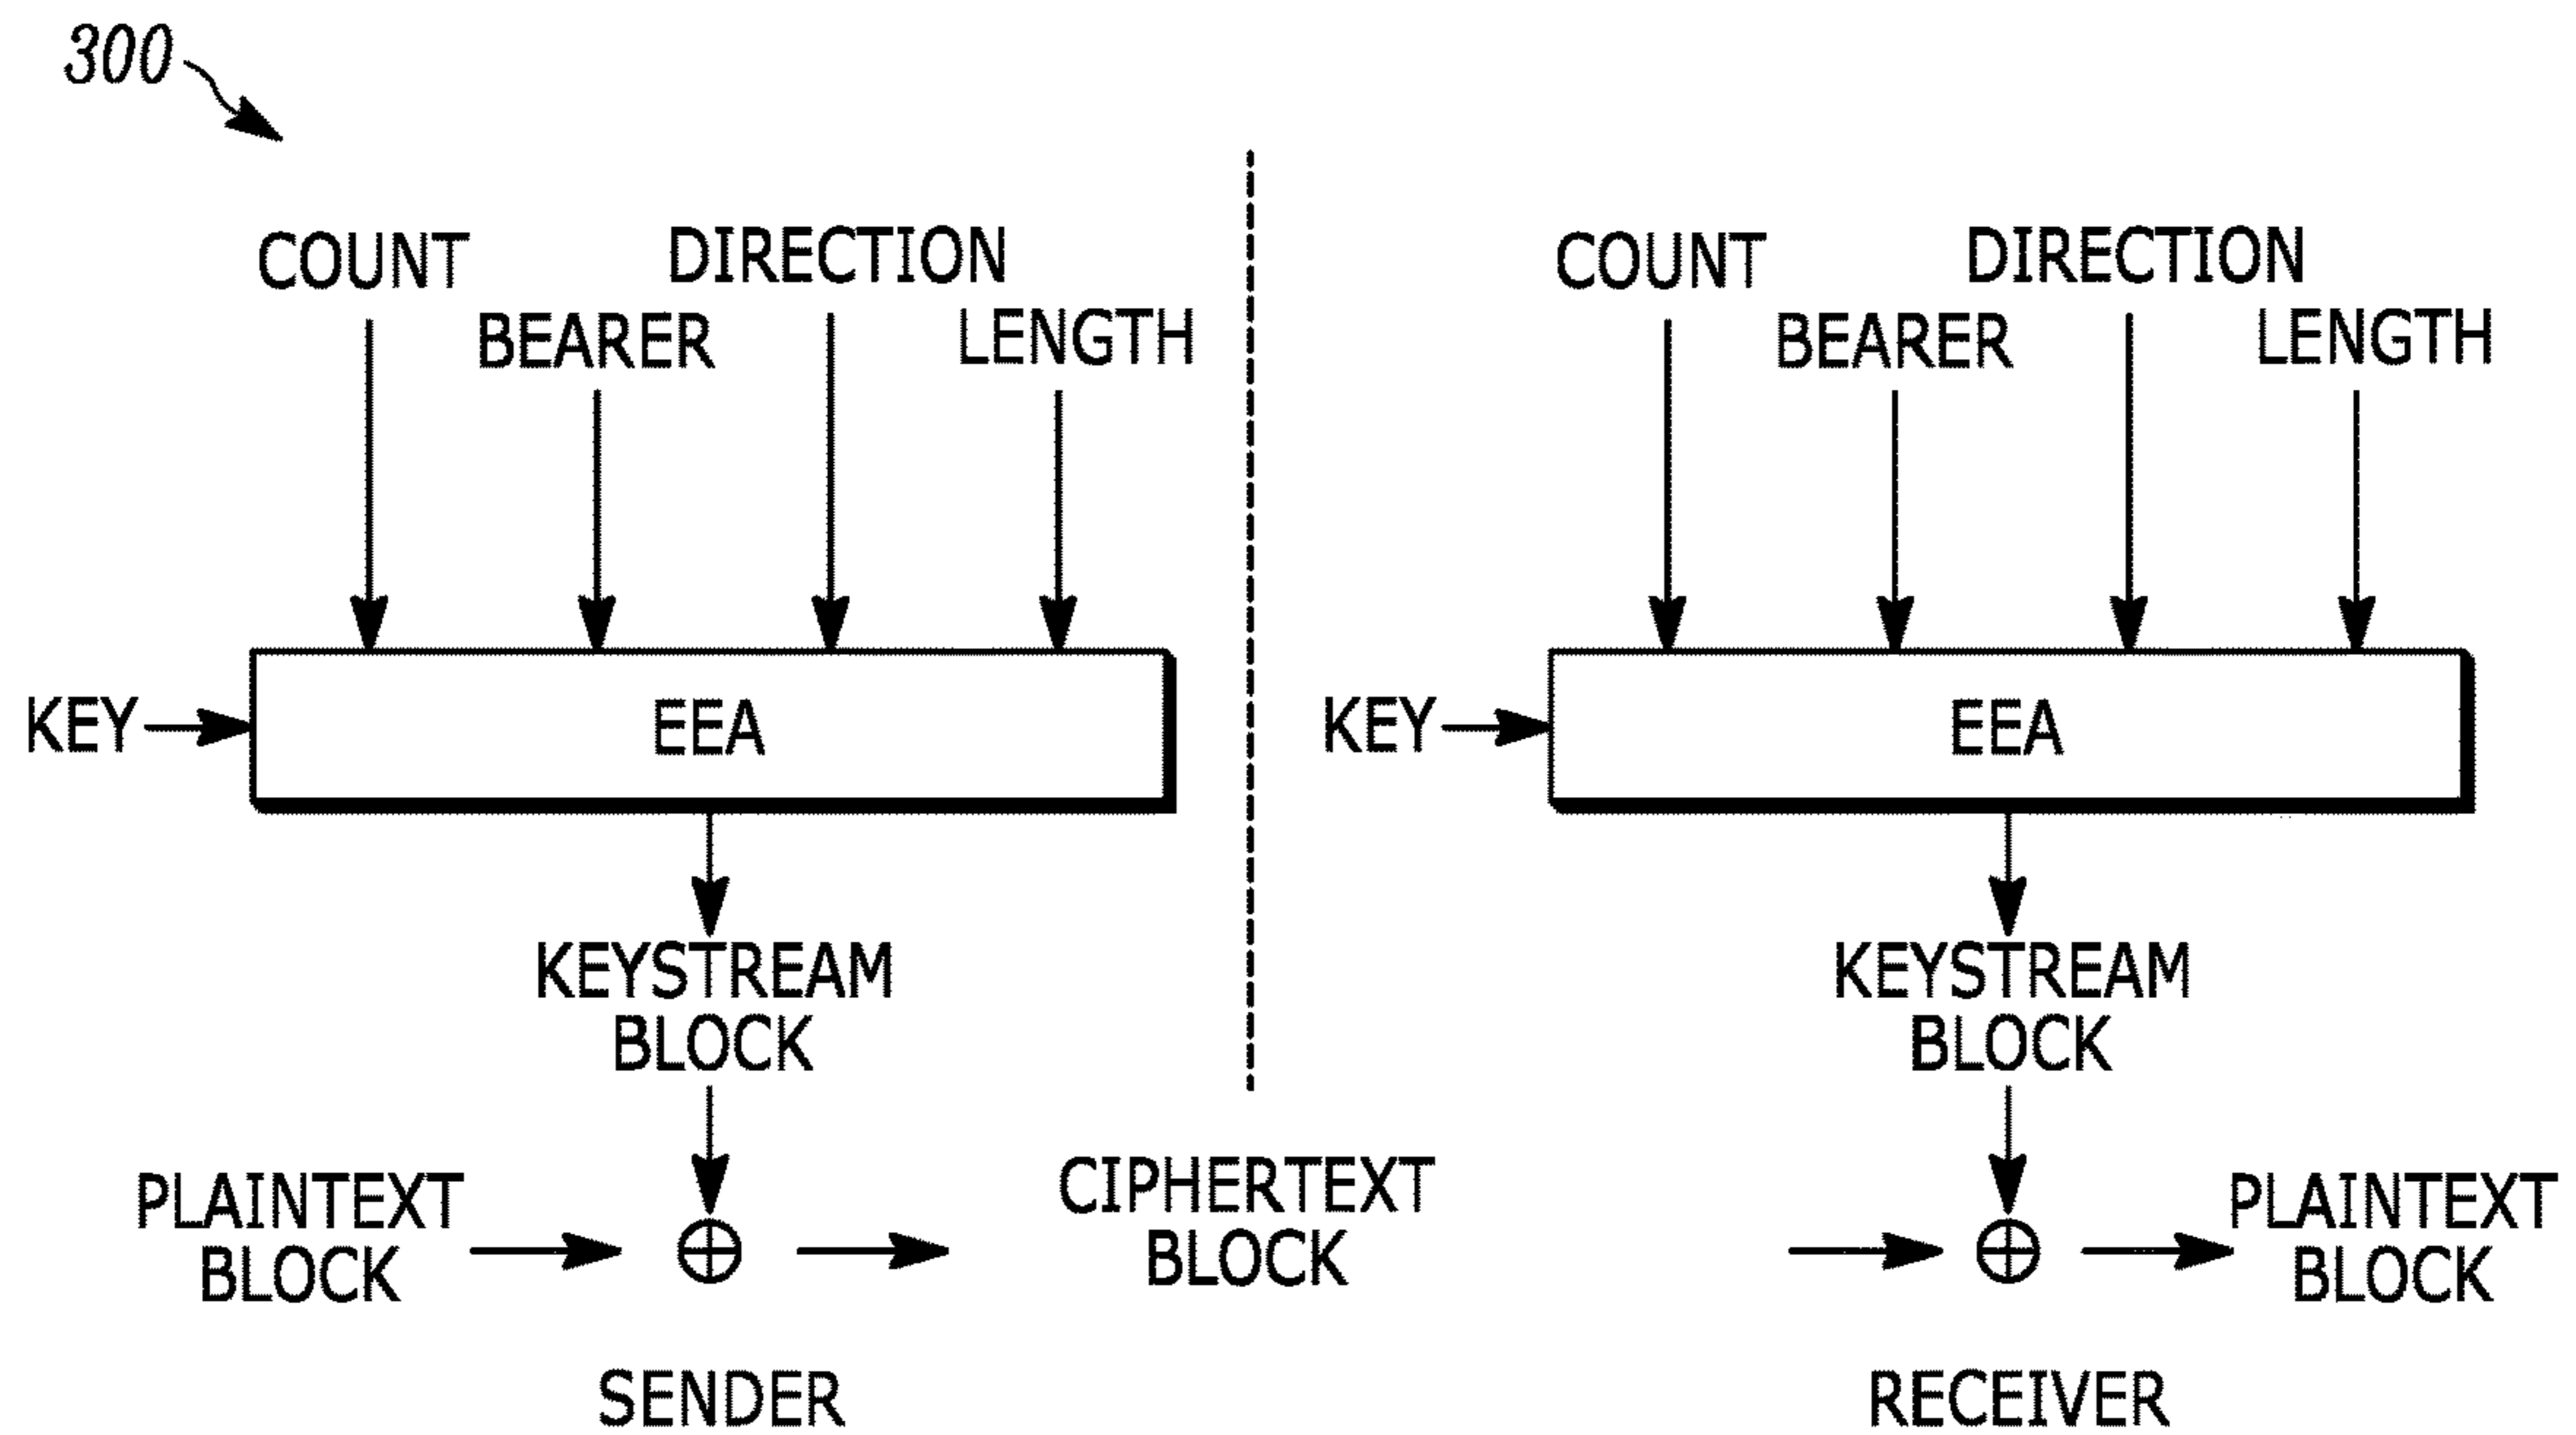 300
COUNT
DIRECTION
BEARER
LENGTH
KEY
EEA
KEYSTREAM
BLOCK
PLAINTEXT
BLOCK
CIPHERTEXT
BLOCK
SENDER
COUNT
DIRECTION
BEARER
LENGTH
KEY
EEA
KEYSTREAM
BLOCK
PLAINTEXT
BLOCK
RECEIVER